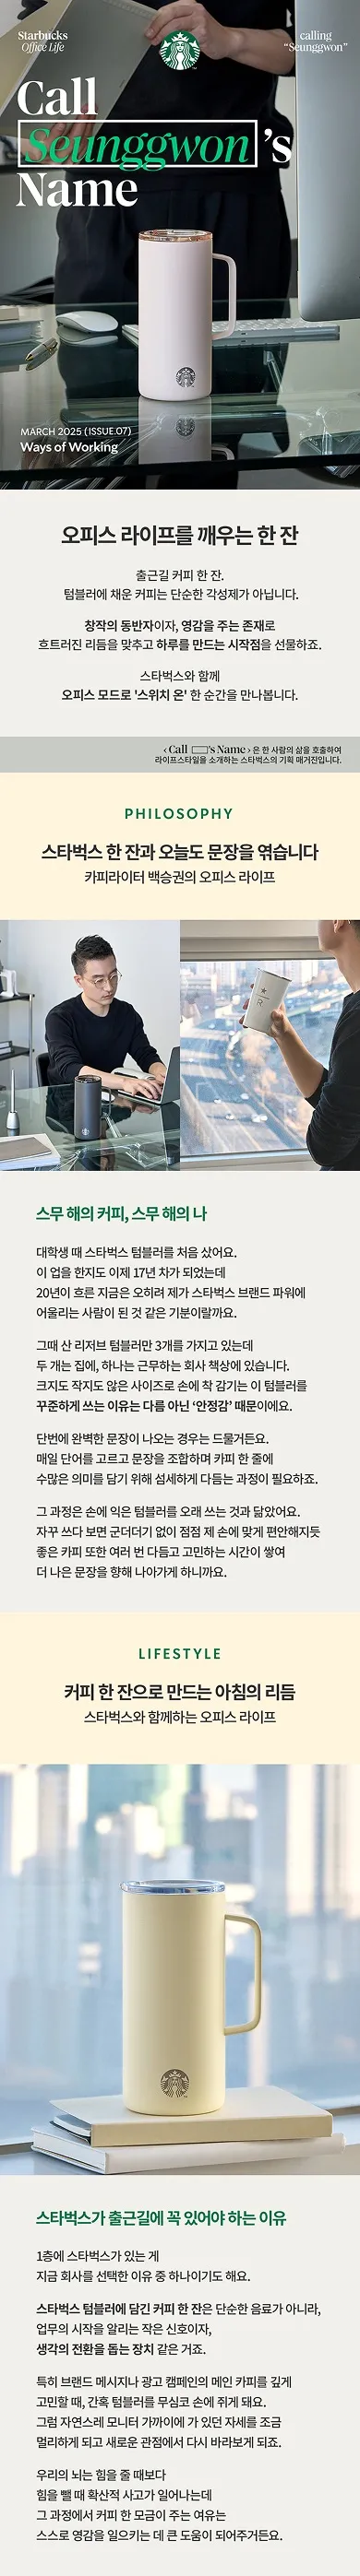 Starbucks
Office Life
calling
“Seunggwon”
Call
Seunggwon’s
Name
MARCH 2025 (ISSUE.07)
Ways of Working
오피스 라이프를 깨우는 한 잔
출근길 커피 한 잔.
텀블러에 채운 커피는 단순한 각성제가 아닙니다.
창작의 동반자이자, 영감을 주는 존재로
흐트러진 리듬을 맞추고 하루를 만드는 시작점을 선물하죠.
스타벅스와 함께
오피스 모드로 '스위치 온' 한 순간을 만나봅니다.
‹ Call 's Name › 은 한 사람의 삶을 호출하여
라이프스타일을 소개하는 스타벅스의 기획 매거진입니다.
PHILOSOPHY
스타벅스 한 잔과 오늘도 문장을 엮습니다
카피라이터 백승권의 오피스 라이프
R
스무 해의 커피, 스무 해의 나
대학생 때 스타벅스 텀블러를 처음 샀어요.
이 업을 한지도 이제 17년 차가 되었는데
20년이 흐른 지금은 오히려 제가 스타벅스 브랜드 파워에
어울리는 사람이 된 것 같은 기분이랄까요.
그때 산 리저브 텀블러만 3개를 가지고 있는데
두 개는 집에, 하나는 근무하는 회사 책상에 있습니다.
크지도 작지도 않은 사이즈로 손에 착 감기는 이 텀블러를
꾸준하게 쓰는 이유는 다름 아닌 ‘안정감’ 때문이에요.
단번에 완벽한 문장이 나오는 경우는 드물거든요.
매일 단어를 고르고 문장을 조합하며 카피 한 줄에
수많은 의미를 담기 위해 섬세하게 다듬는 과정이 필요하죠.
그 과정은 손에 익은 텀블러를 오래 쓰는 것과 닮았어요.
자꾸 쓰다 보면 군더더기 없이 점점 제 손에 맞게 편안해지듯
좋은 카피 또한 여러 번 다듬고 고민하는 시간이 쌓여
더 나은 문장을 향해 나아가게 하니까요.
LIFESTYLE
커피 한 잔으로 만드는 아침의 리듬
스타벅스와 함께하는 오피스 라이프
스타벅스가 출근길에 꼭 있어야 하는 이유
1층에 스타벅스가 있는 게
지금 회사를 선택한 이유 중 하나이기도 해요.
스타벅스 텀블러에 담긴 커피 한 잔은 단순한 음료가 아니라,
업무의 시작을 알리는 작은 신호이자,
생각의 전환을 돕는 장치 같은 거죠.
특히 브랜드 메시지나 광고 캠페인의 메인 카피를 깊게
고민할 때, 간혹 텀블러를 무심코 손에 쥐게 돼요.
그럼 자연스레 모니터 가까이에 가 있던 자세를 조금
멀리하게 되고 새로운 관점에서 다시 바라보게 되죠.
우리의 뇌는 힘을 줄 때보다
힘을 뺄 때 확산적 사고가 일어나는데
그 과정에서 커피 한 모금이 주는 여유는
스스로 영감을 일으키는 데 큰 도움이 되어주거든요.